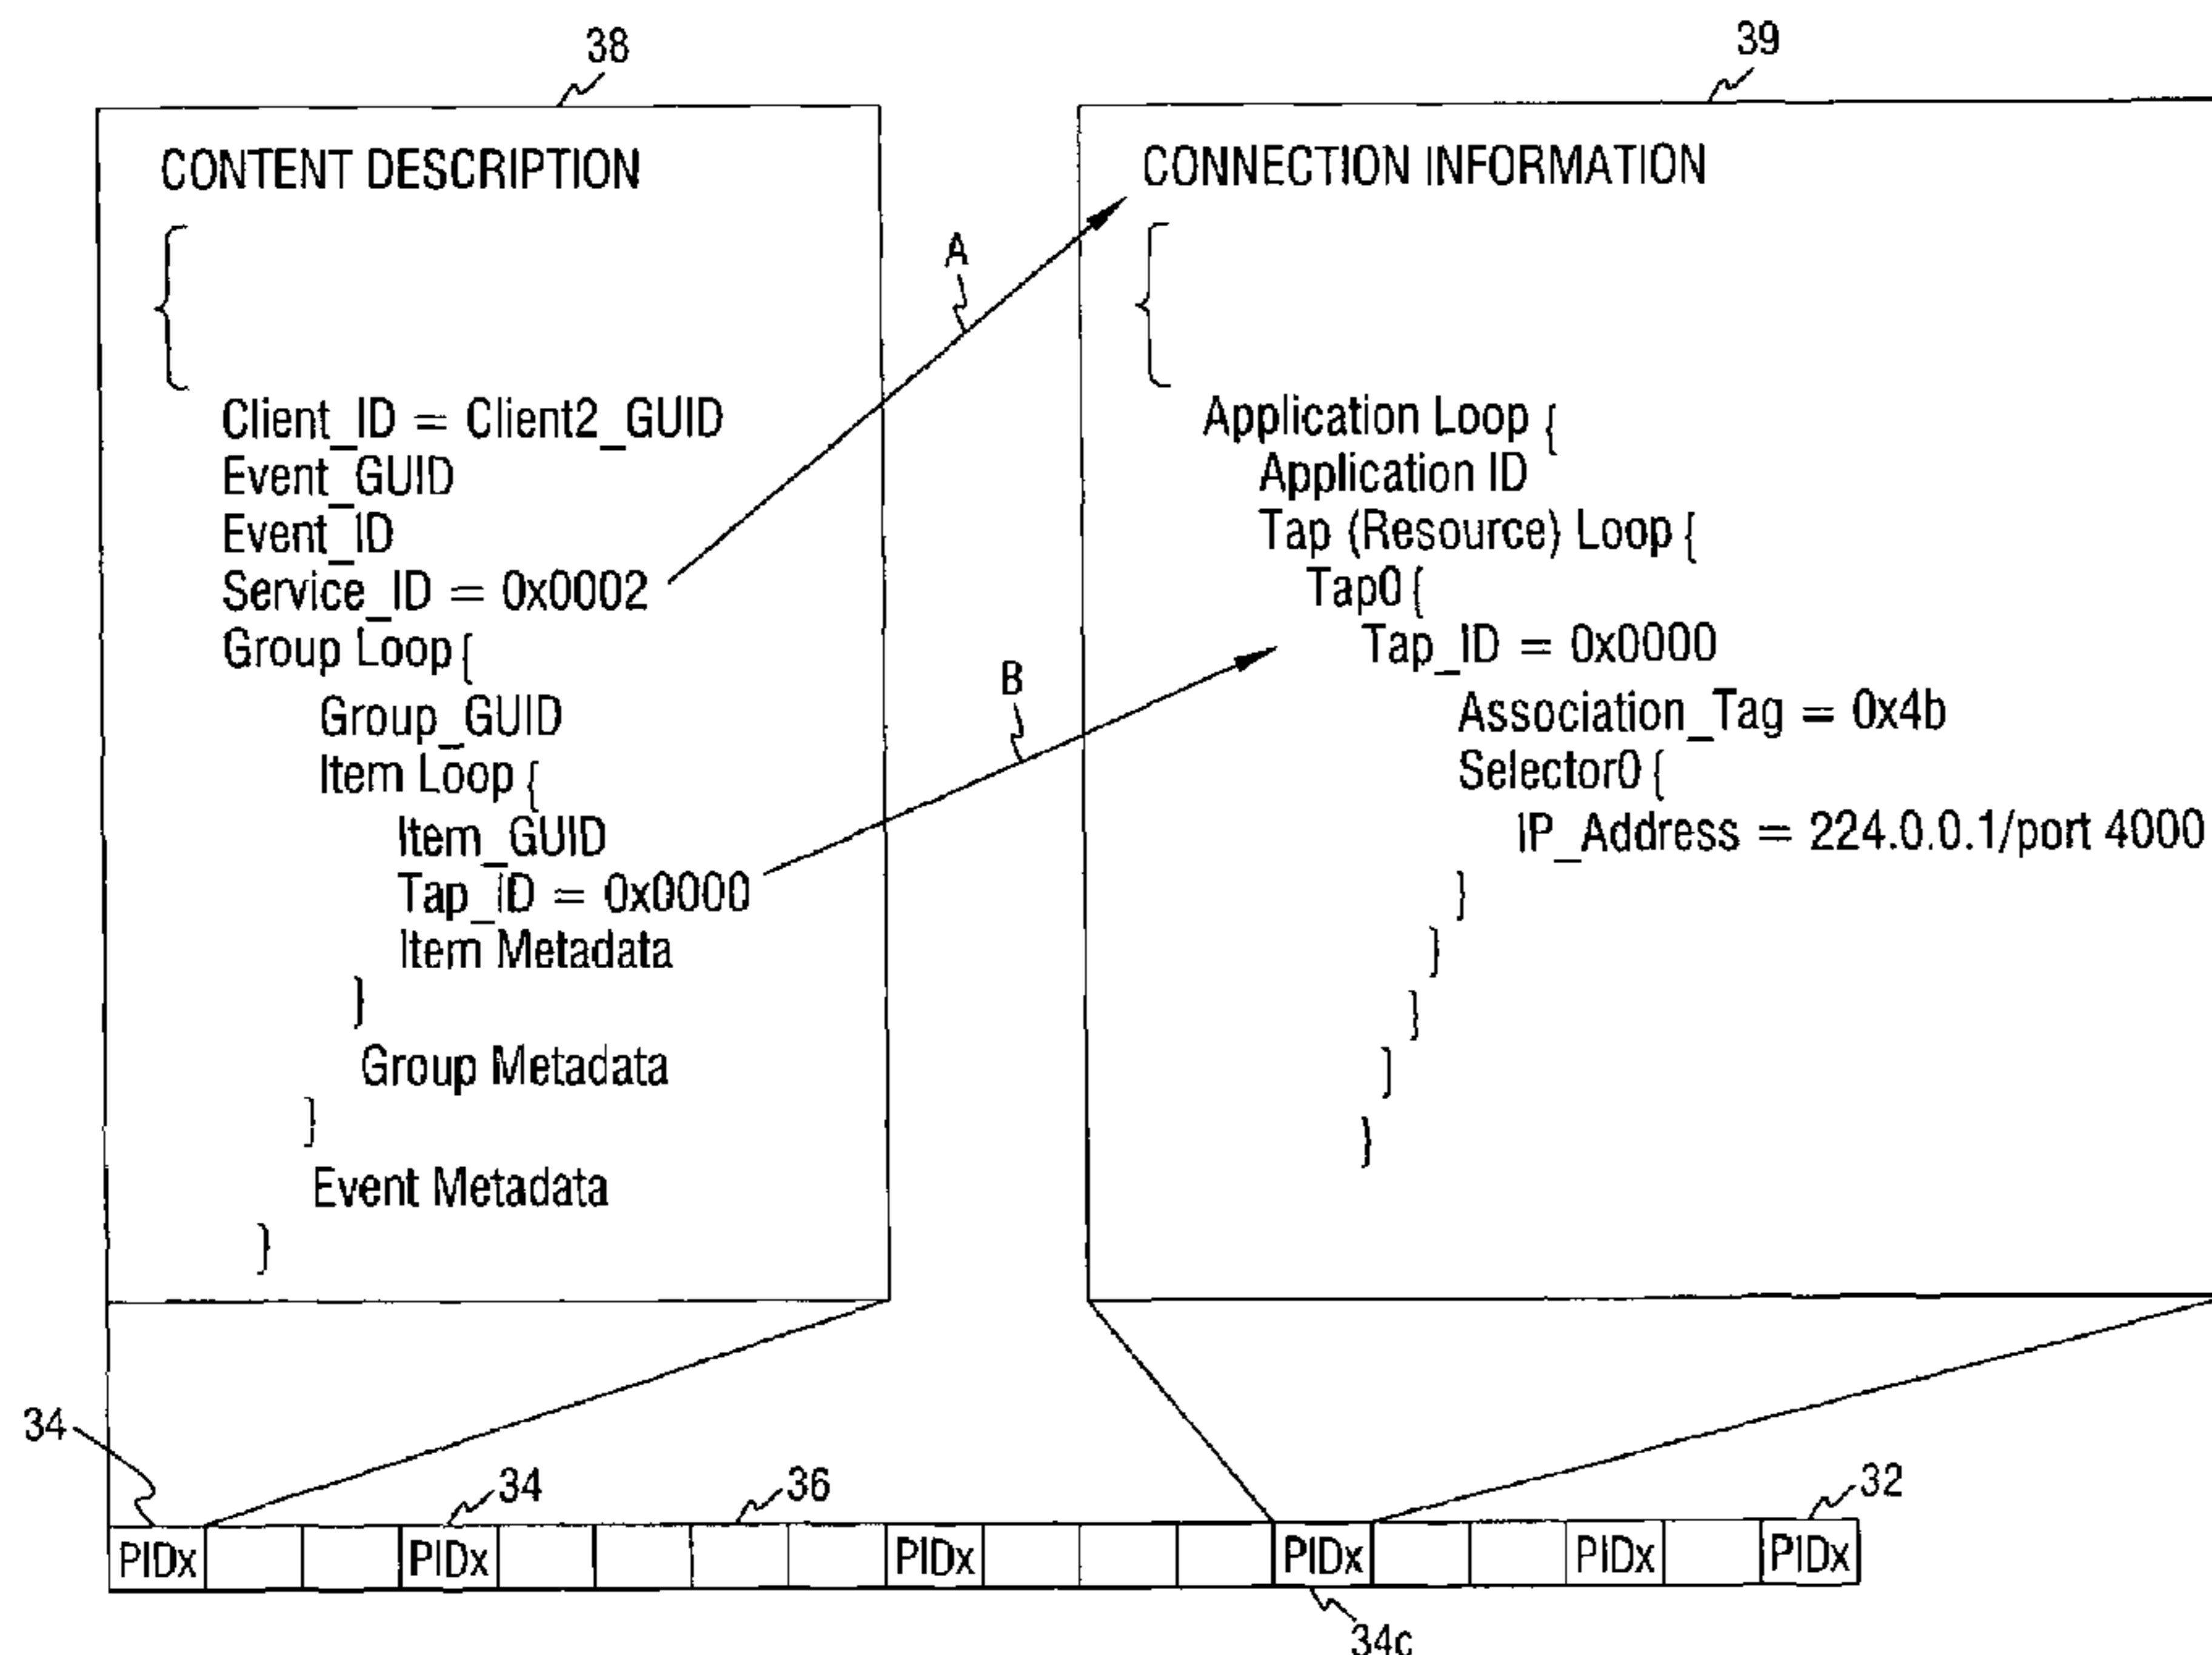 38
CONTENT DESCRIPTION
{
Client_ID = Client2_GUID
Event_GUID
Event_ID
Service_ID = 0x0002
Group Loop {
Group_GUID
Item Loop {
Item_GUID
Tap_ID = 0x0000
Item Metadata
}
Group Metadata
}
Event Metadata
}
A
B
39
CONNECTION INFORMATION
{
Application Loop {
Application ID
Tap (Resource) Loop {
Tap0 {
Tap_ID = 0x0000
Association_Tag = 0x4b
Selector0 {
IP_Address = 224.0.0.1/port 4000
}
}
}
}
}
34
34
36
32
PIDx PIDx PIDx PIDx PIDx PIDx
34c